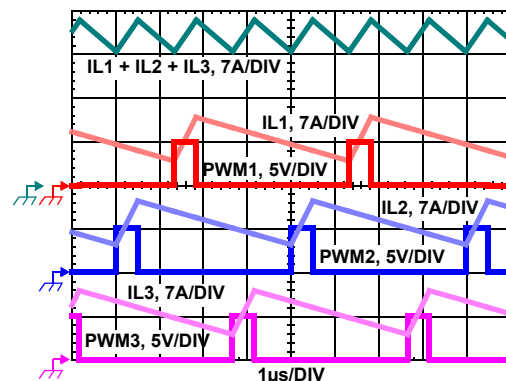 IL1 + IL2 + IL3, 7A/DIV
IL1, 7A/DIV
PWM1, 5V/DIV
IL2, 7A/DIV
PWM2, 5V/DIV
IL3, 7A/DIV
PWM3, 5V/DIV
1µs/DIV